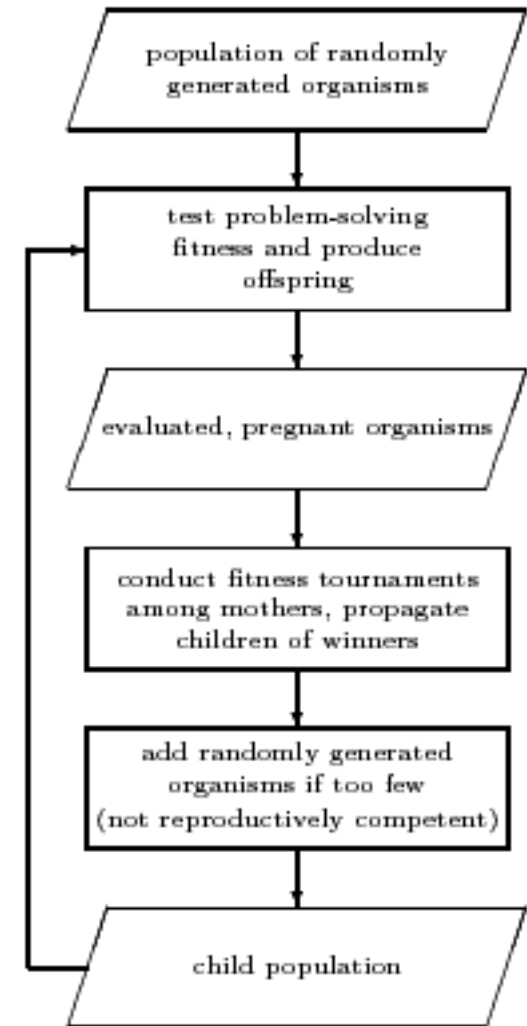 population of randomly
generated organisms
test problem-solving
fitness and produce
offspring
evaluated, pregnant organisms
conduct fitness tournaments
among mothers, propagate
children of winners
add randomly generated
organisms if too few
(not reproductively competent)
child population